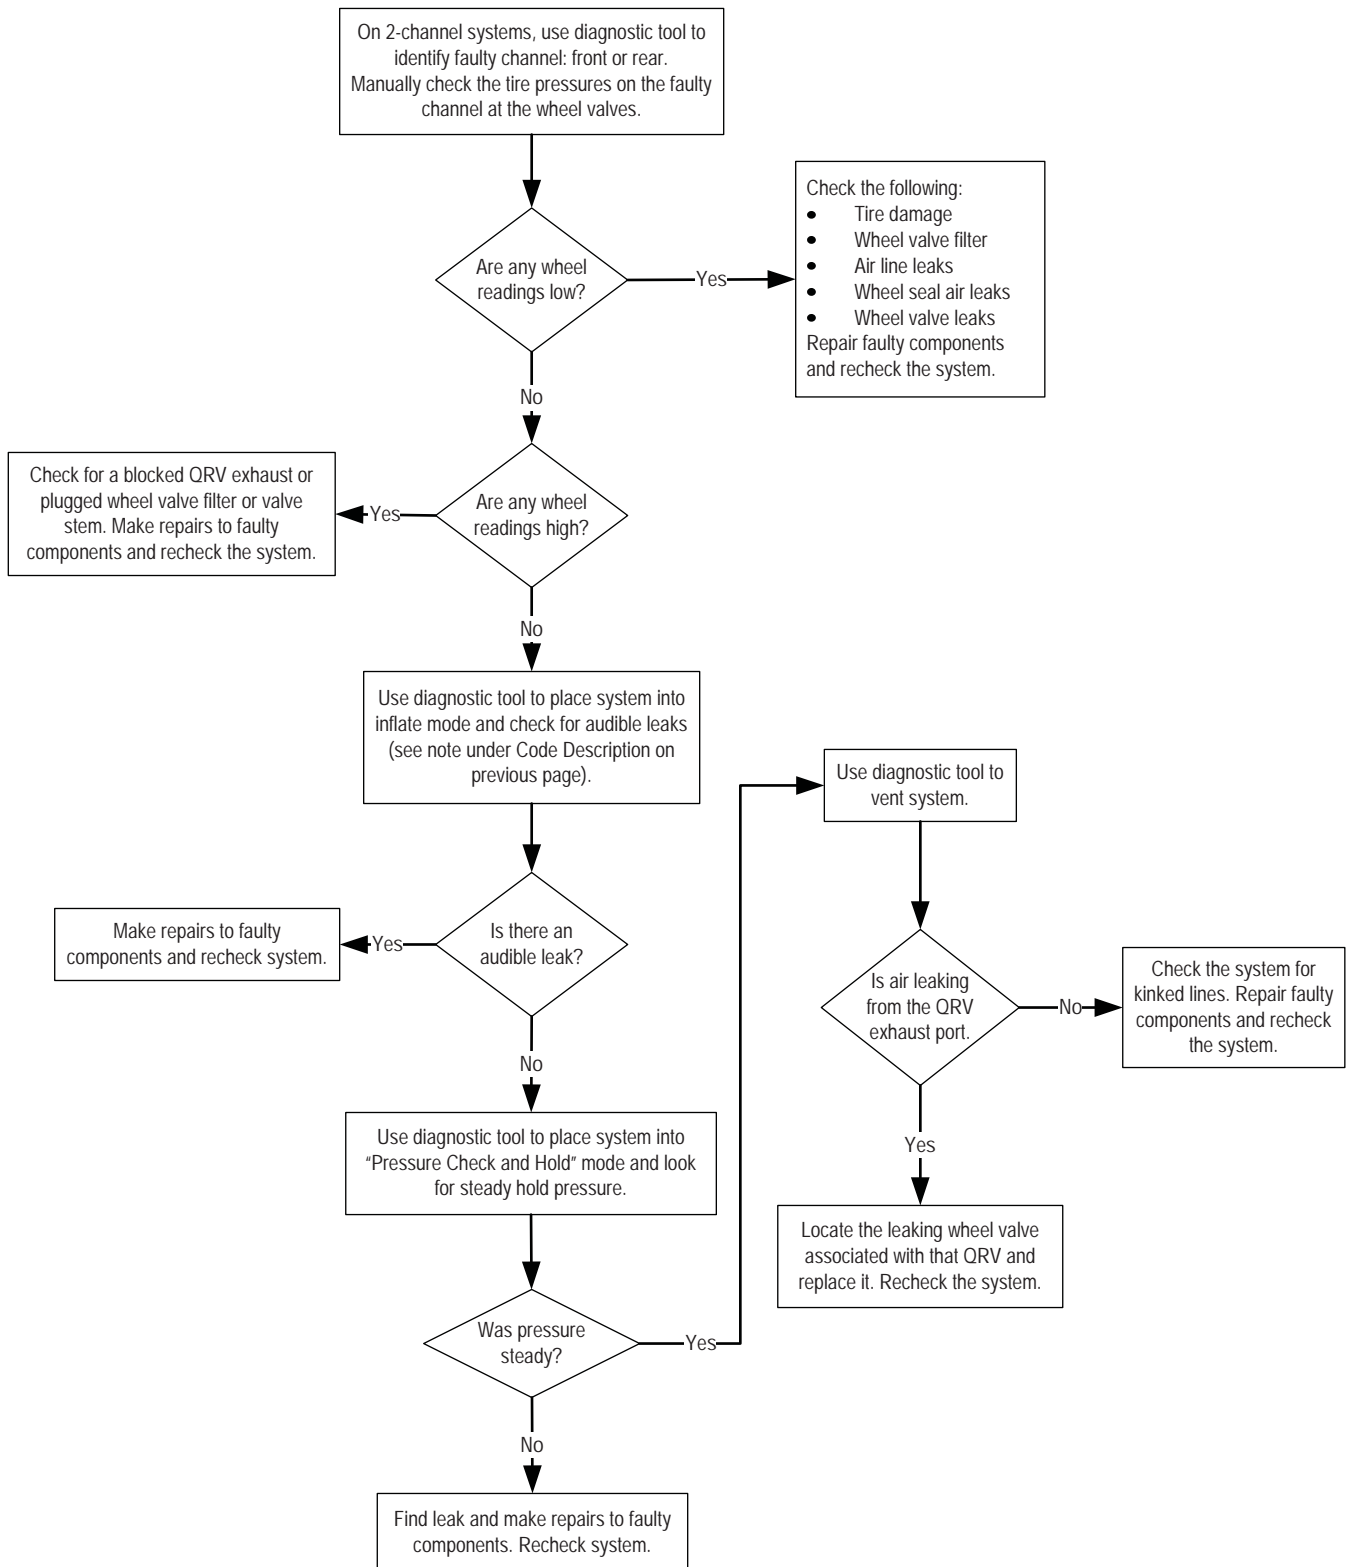 On 2-channel systems, use diagnostic tool to
identify faulty channel: front or rear.
Manually check the tire pressures on the faulty
channel at the wheel valves.
Are any wheel
readings low?
Yes
Check the following:
• Tire damage
• Wheel valve filter
• Air line leaks
• Wheel seal air leaks
• Wheel valve leaks
Repair faulty components
and recheck the system.
No
Are any wheel
readings high?
Yes
Check for a blocked QRV exhaust or
plugged wheel valve filter or valve
stem. Make repairs to faulty
components and recheck the system.
No
Use diagnostic tool to place system into
inflate mode and check for audible leaks
(see note under Code Description on
previous page).
Is there an
audible leak?
Yes
Make repairs to faulty
components and recheck system.
No
Use diagnostic tool to place system into
“Pressure Check and Hold” mode and look
for steady hold pressure.
Was pressure
steady?
Yes
Use diagnostic tool to
vent system.
Is air leaking
from the QRV
exhaust port.
No
Check the system for
kinked lines. Repair faulty
components and recheck
the system.
Yes
Locate the leaking wheel valve
associated with that QRV and
replace it. Recheck the system.
No
Find leak and make repairs to faulty
components. Recheck system.